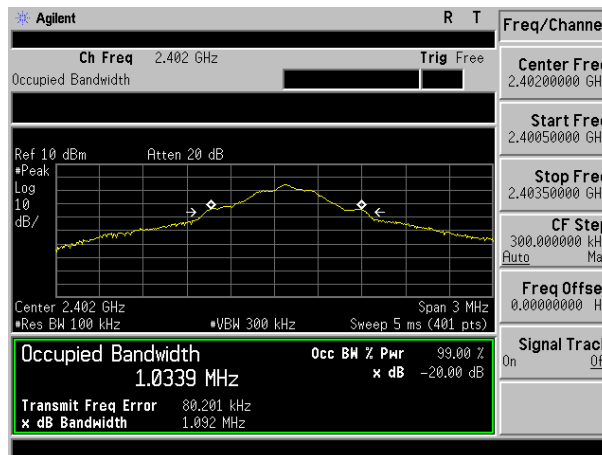 Agilent R T
Ch Freq 2.402 GHz Trig Free
Occupied Bandwidth
Ref 10 dBm Atten 20 dB
#Peak
Log
10
dB/
Center 2.402 GHz Span 3 MHz
#Res BW 100 kHz #VBW 300 kHz Sweep 5 ms (401 pts)
Occupied Bandwidth Occ BW % Pwr 99.00 %
1.0339 MHz x dB -20.00 dB
Transmit Freq Error 80.201 kHz
x dB Bandwidth 1.092 MHz
Freq/Channe
Center Fre
2.40200000 GH
Start Fre
2.40050000 GH
Stop Fre
2.40350000 GH
CF Ste
300.000000 kH
Auto Ma
Freq Offse
0.00000000 H
Signal Trac
On Of